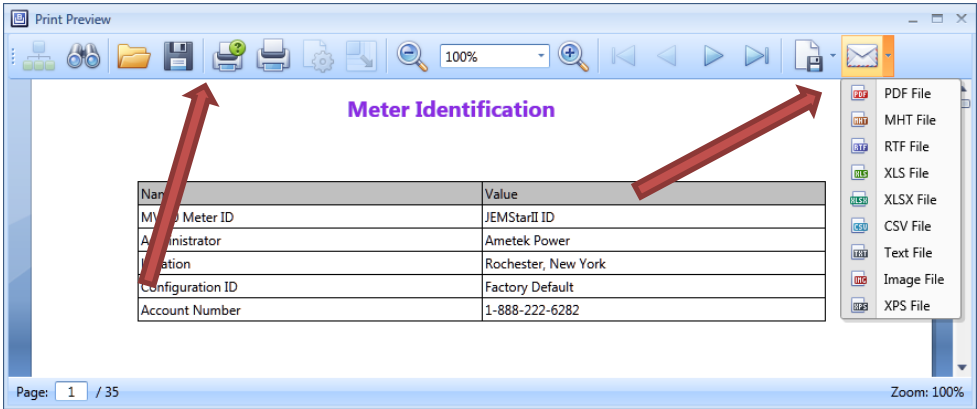 Print Preview
100%
PDF File
MHT File
RTF File
XLS File
XLSX File
CSV File
Text File
Image File
XPS File
Meter Identification
Value
Meter ID JEMStarII ID
Ametek Power
Rochester, New York
Configuration ID Factory Default
Account Number 1-888-222-6282
Page: 1 / 35 Zoom: 100%